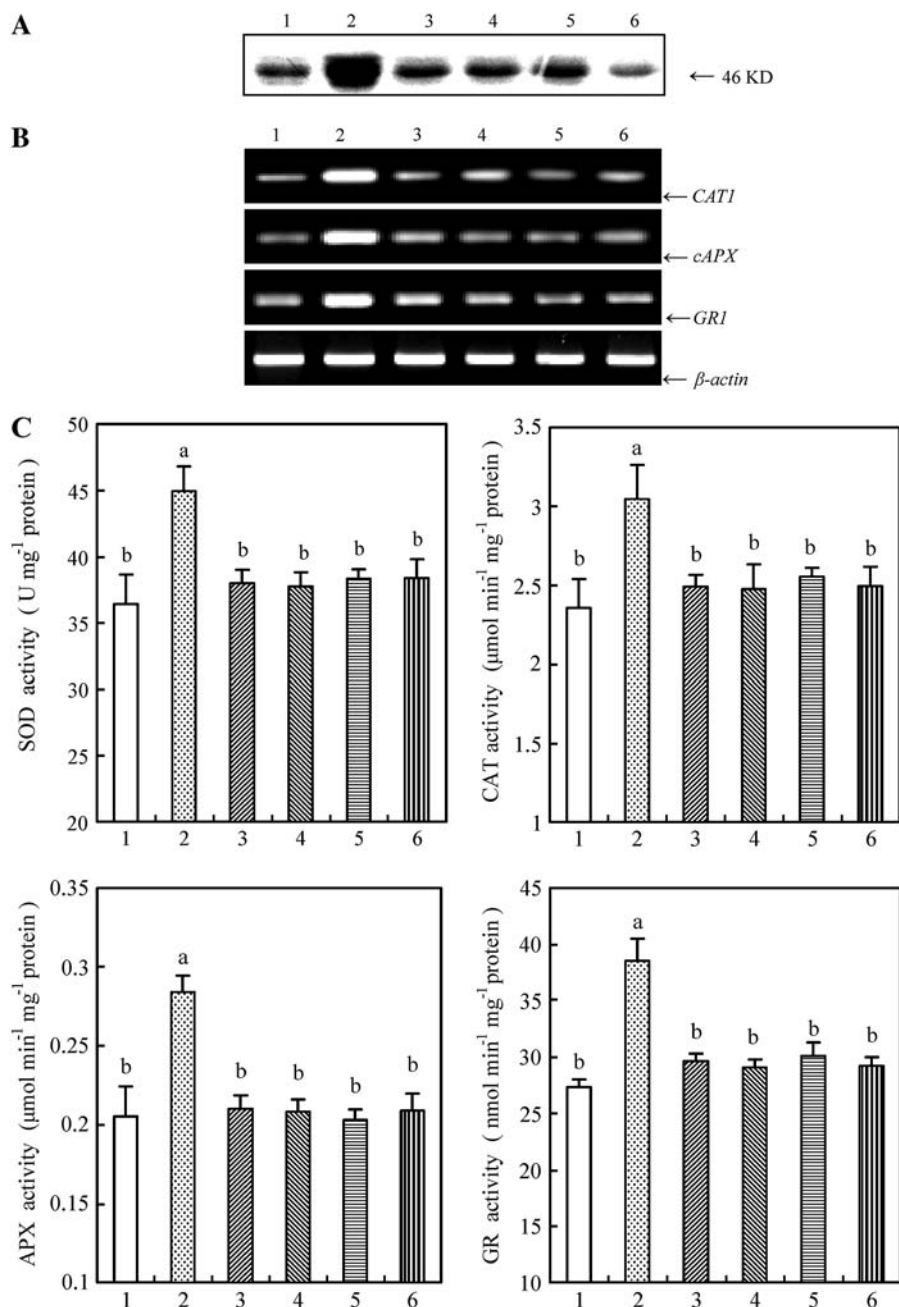 A
1 2 3 4 5 6
← 46 KD
B
1 2 3 4 5 6
← CAT1
← cAPX
← GR1
← β-actin
C
SOD activity ( U mg⁻¹ protein )
50
45
40
35
30
25
20
b a b b b b
1 2 3 4 5 6
CAT activity (μmol min⁻¹ mg⁻¹ protein)
3.5
3
2.5
2
1.5
1
b a b b b b
1 2 3 4 5 6
APX activity (μmol min⁻¹ mg⁻¹ protein)
0.35
0.3
0.25
0.2
0.15
0.1
b a b b b b
1 2 3 4 5 6
GR activity ( nmol min⁻¹ mg⁻¹ protein)
45
40
35
30
25
20
15
10
b a b b b b
1 2 3 4 5 6